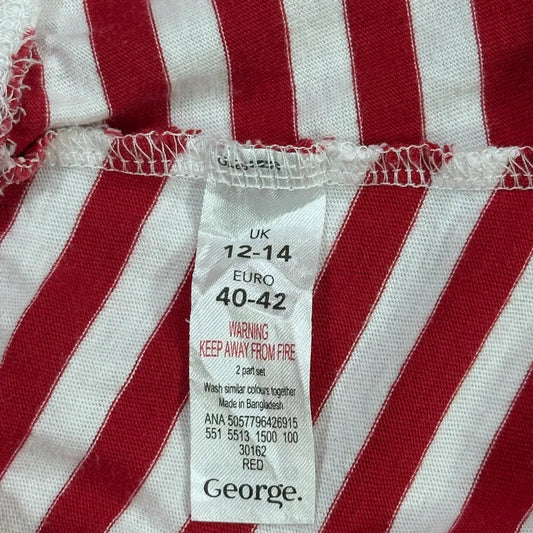 UK
12-14
EURO
40-42
WARNING
KEEP AWAY FROM FIRE
2 part set
Wash similar colours together
Made in Bangladesh
ANA 5057796426915
551 5513 1500 100
30162
RED
George.